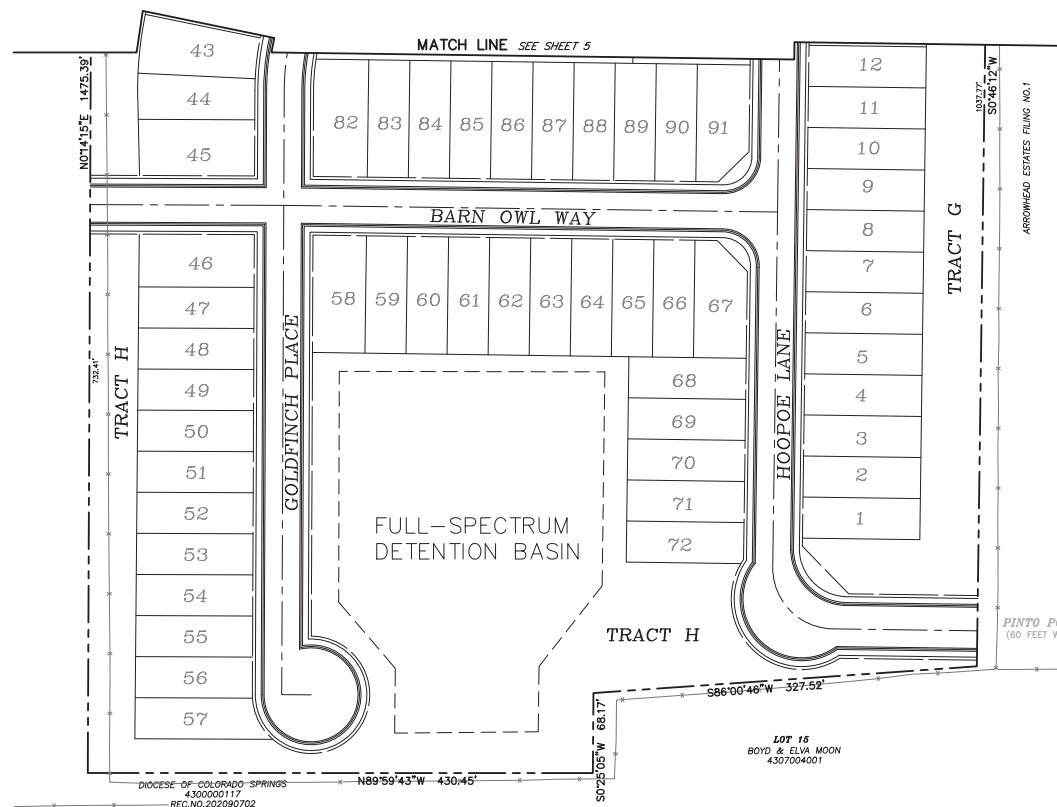 MATCH LINE SEE SHEET 5
N0°14'15"E 1475.39'
732.41'
TRACT H
43
44
45
46
47
48
49
50
51
52
53
54
55
56
57
GOLDFINCH PLACE
82
83
84
85
86
87
88
89
90
91
BARN OWL WAY
58
59
60
61
62
63
64
65
66
67
68
69
70
71
72
FULL-SPECTRUM
DETENTION BASIN
TRACT H
HOOPOE LANE
12
11
10
9
8
7
6
5
4
3
2
1
TRACT G
1037.77'
S0°46'12"W
ARROWHEAD ESTATES FILING NO.1
PINTO
(60 FEET
S86°00'46"W 327.52'
S0°25'05"W 68.17'
LOT 15
BOYD & ELVA MOON
4307004001
N89°59'43"W 430.45'
DIOCESE OF COLORADO SPRINGS
4300000117
REC.NO.202090702